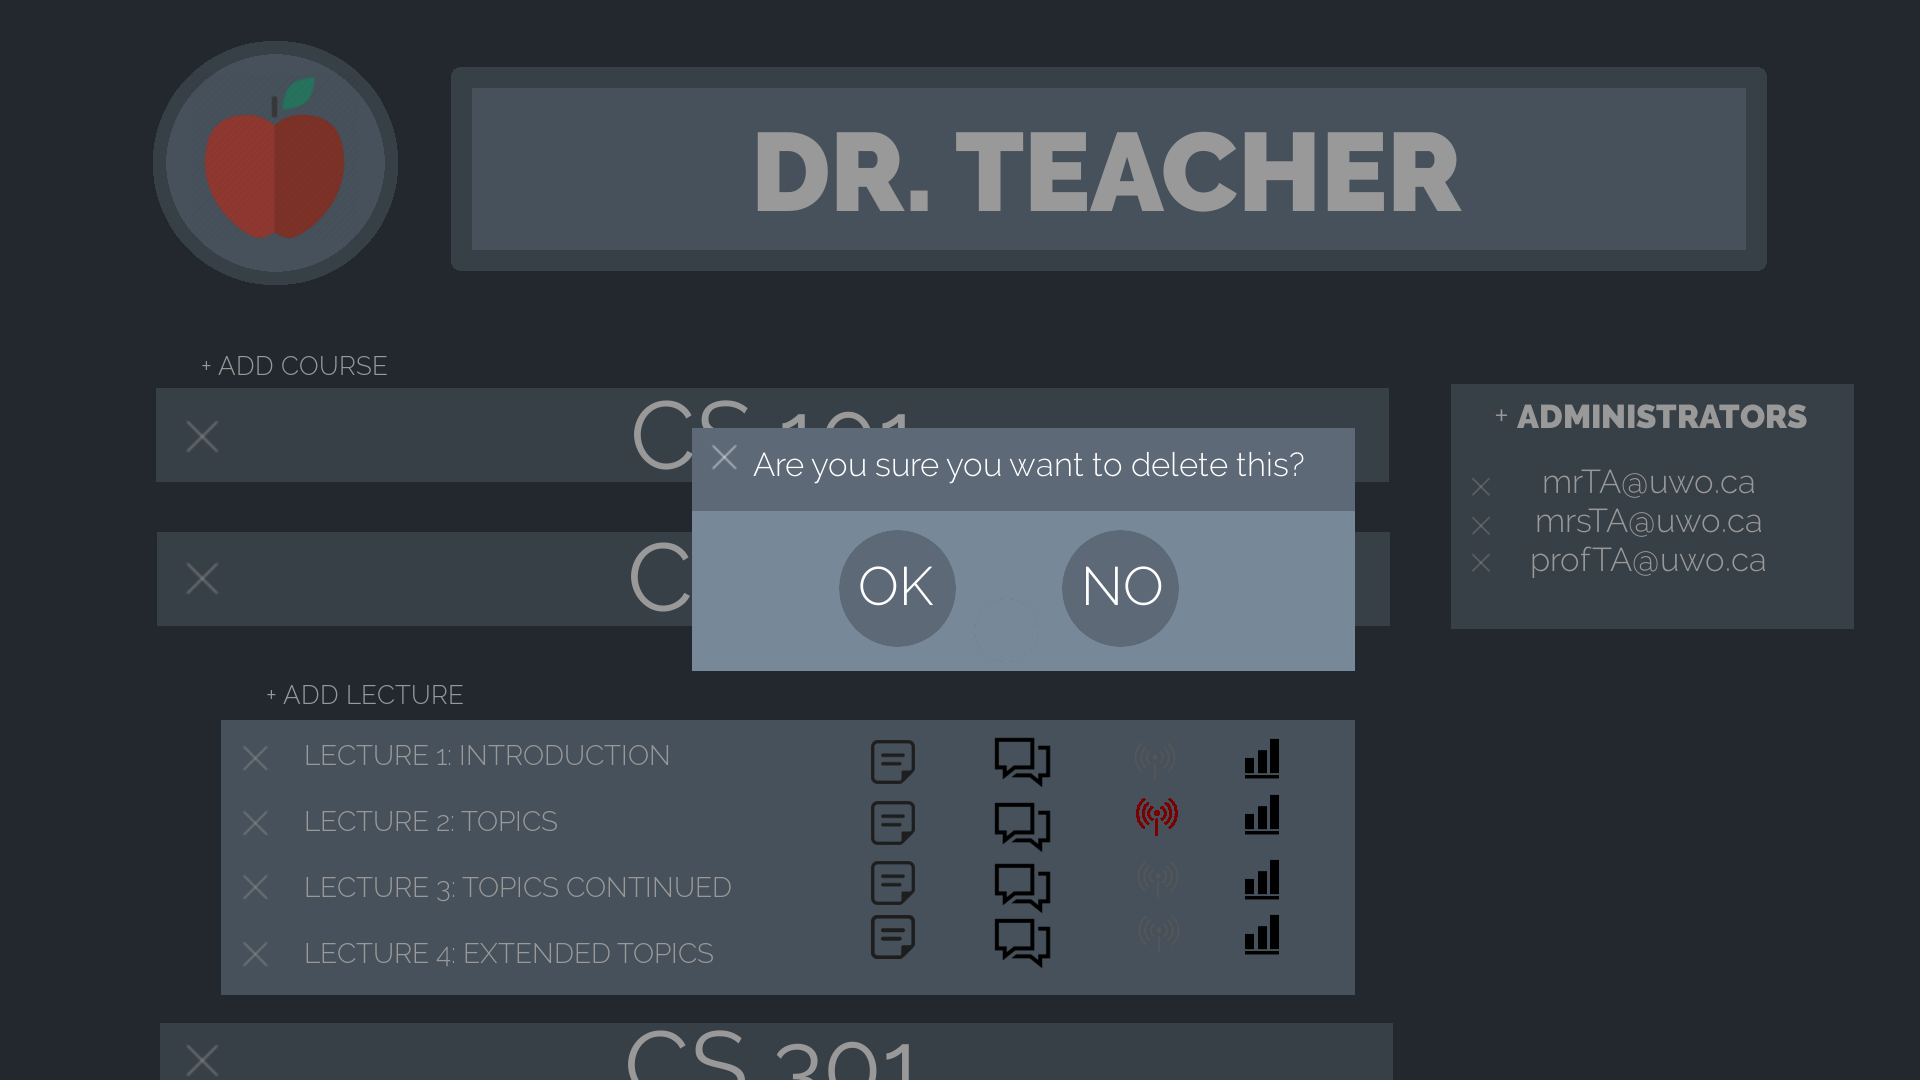 DR. TEACHER
+ ADD COURSE
CS 101
+ ADMINISTRATORS
Are you sure you want to delete this?
mrTA@uwo.ca
mrsTA@uwo.ca
profTA@uwo.ca
OK
NO
+ ADD LECTURE
LECTURE 1: INTRODUCTION
LECTURE 2: TOPICS
LECTURE 3: TOPICS CONTINUED
LECTURE 4: EXTENDED TOPICS
CS 301